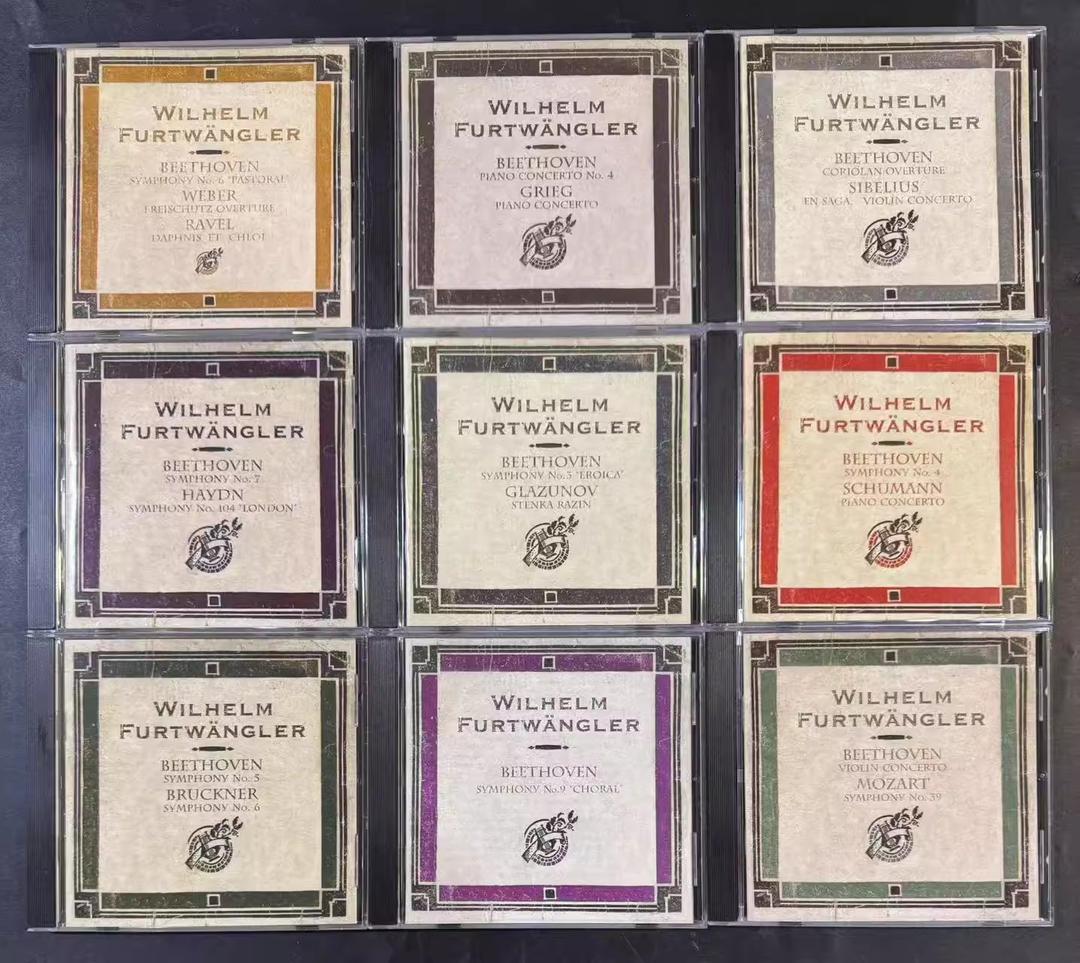 WILHELM
FURTWÄNGLER
BEETHOVEN
SYMPHONY No. 6 "PASTORAL"
WEBER
FREISCHUTZ OVERTURE
RAVEL
DAPHNIS ET CHLOE
WILHELM
FURTWÄNGLER
BEETHOVEN
PIANO CONCERTO No. 4
GRIEG
PIANO CONCERTO
WILHELM
FURTWÄNGLER
BEETHOVEN
CORIOLAN OVERTURE
SIBELIUS
EN SAGA, VIOLIN CONCERTO
WILHELM
FURTWÄNGLER
BEETHOVEN
SYMPHONY No. 7
HAYDN
SYMPHONY No. 104 "LONDON"
WILHELM
FURTWÄNGLER
BEETHOVEN
SYMPHONY No. 3 "EROICA"
GLAZUNOV
STENKA RAZIN
WILHELM
FURTWÄNGLER
BEETHOVEN
SYMPHONY No. 4
SCHUMANN
PIANO CONCERTO
WILHELM
FURTWÄNGLER
BEETHOVEN
SYMPHONY No. 5
BRUCKNER
SYMPHONY No. 6
WILHELM
FURTWÄNGLER
BEETHOVEN
SYMPHONY No.9 "CHORAL"
WILHELM
FURTWÄNGLER
BEETHOVEN
VIOLIN CONCERTO
MOZART
SYMPHONY No. 39